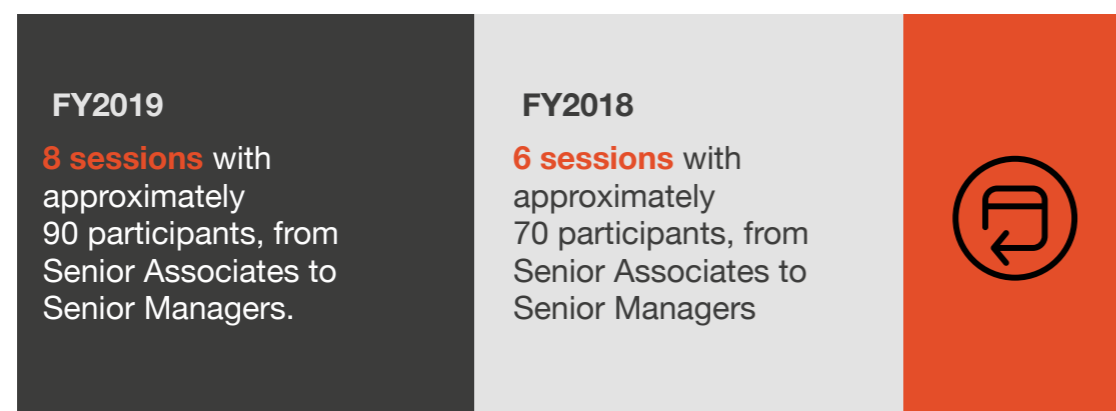 FY2019
8 sessions with
approximately
90 participants, from
Senior Associates to
Senior Managers.
FY2018
6 sessions with
approximately
70 participants, from
Senior Associates to
Senior Managers